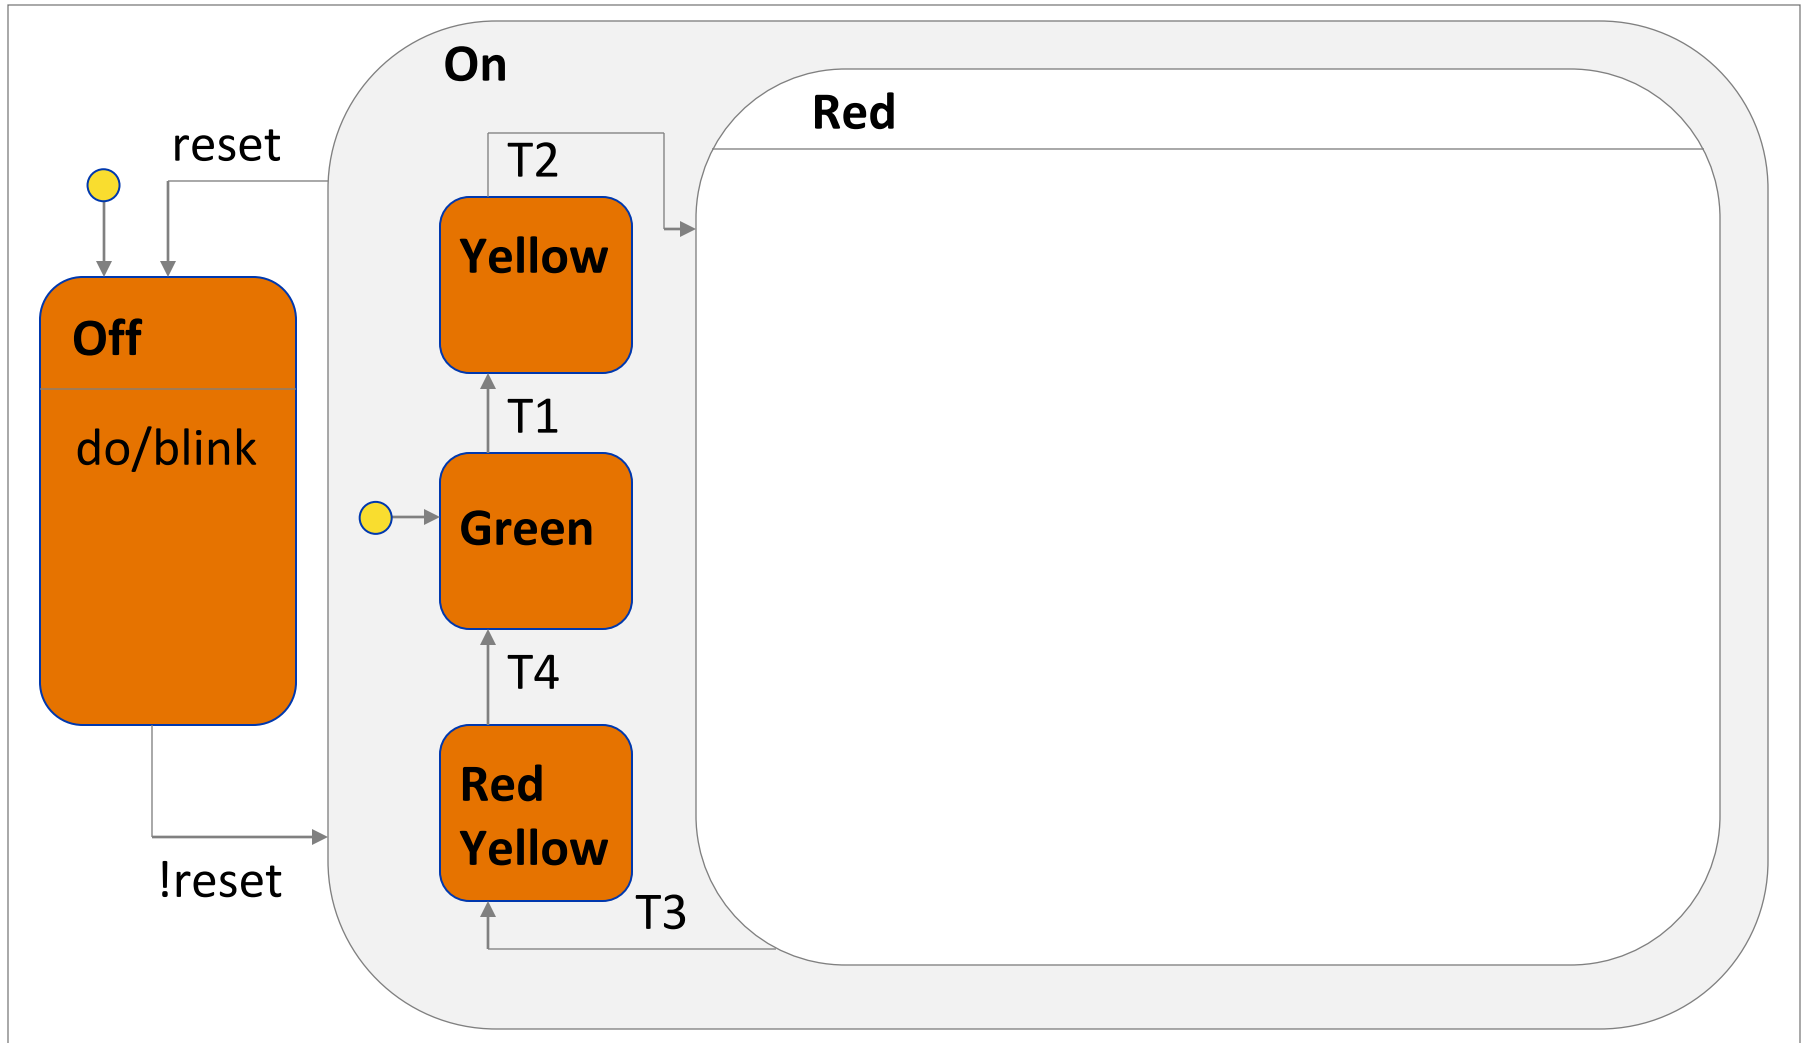 On
Red
reset
T2
Yellow
Off
T1
do/blink
Green
T4
Red
Yellow
!reset
T3